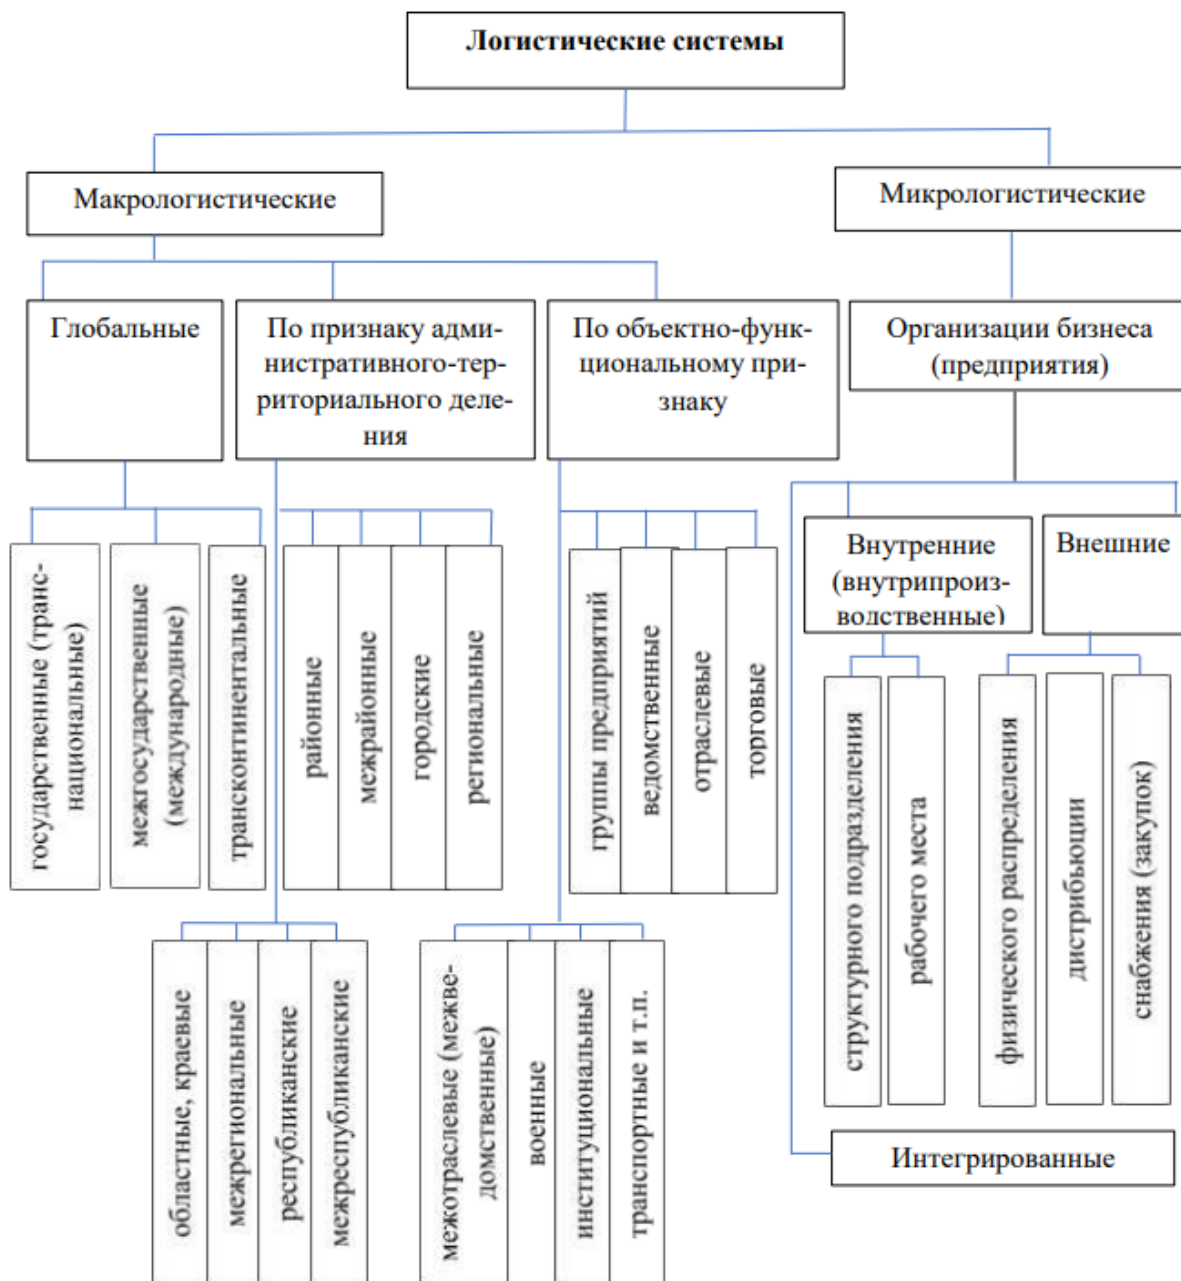 Логистические системы
Макрологистические
Микрологистические
Глобальные
По признаку адми-
нистративного-тер-
риториального деле-
ния
По объектно-функ-
циональному при-
знаку
Организации бизнеса
(предприятия)
государственные (транс-
национальные)
межгосударственные
(международные)
трансконтинентальные
районные
межрайонные
городские
региональные
группы предприятий
ведомственные
отраслевые
торговые
Внутренние
(внутрипроиз-
водственные)
Внешние
структурного подразделения
рабочего места
физического распределения
дистрибьюции
снабжения (закупок)
областные, краевые
межрегиональные
республиканские
межреспубликанские
межотраслевые (межве-
домственные)
военные
институциональные
транспортные и т.п.
Интегрированные